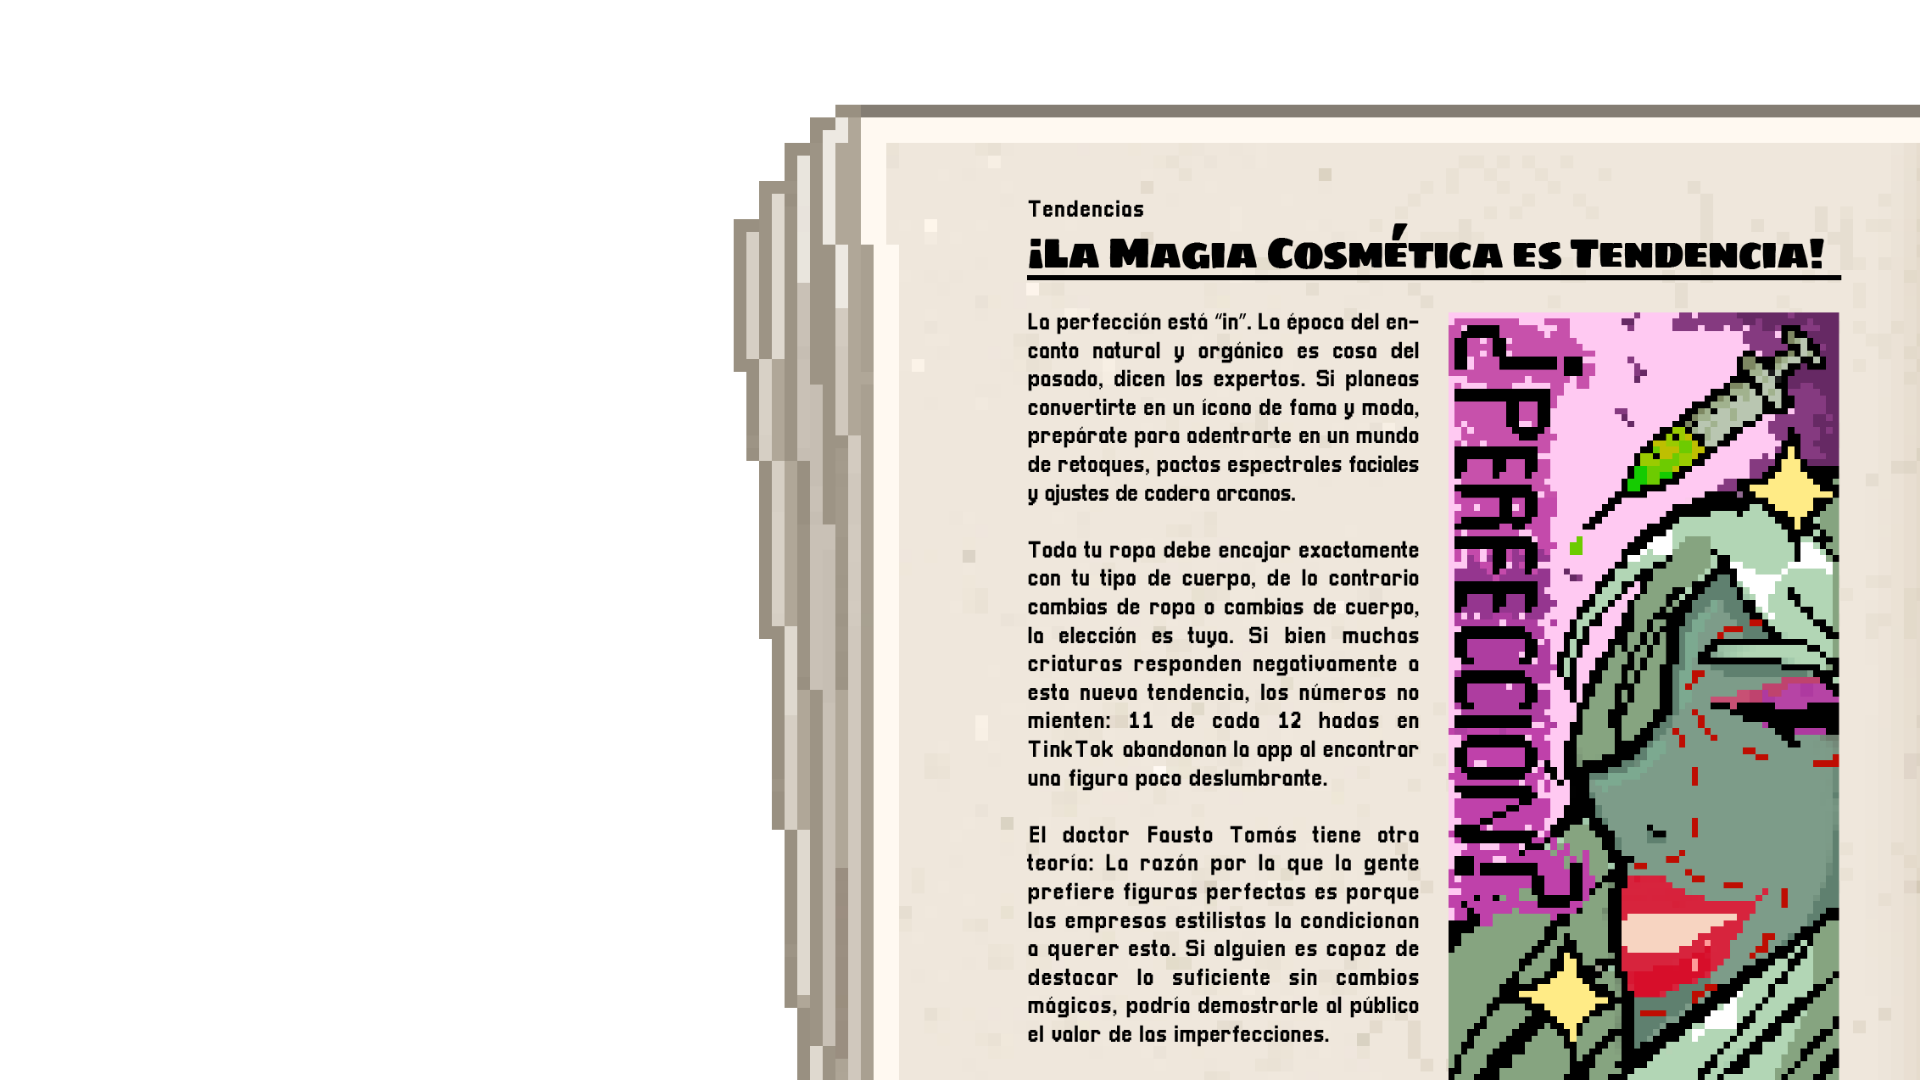 Tendencias
¡La Magia Cosmética es Tendencia!
La perfección está “in”. La época del en-
canto natural y orgánico es cosa del
pasado, dicen los expertos. Si planeas
convertirte en un ícono de fama y moda,
prepárate para adentrarte en un mundo
de retoques, pactos espectrales faciales
y ajustes de cadera arcanos.
Toda tu ropa debe encajar exactamente
con tu tipo de cuerpo, de lo contrario
cambias de ropa o cambias de cuerpo,
la elección es tuya. Si bien muchas
criaturas responden negativamente a
esta nueva tendencia, los números no
mienten: 11 de cada 12 hadas en
TinkTok abandonan la app al encontrar
una figura poco deslumbrante.
El doctor Fausto Tomás tiene otra
teoría: La razón por la que la gente
prefiere figuras perfectas es porque
las empresas estilistas la condicionan
a querer esto. Si alguien es capaz de
destacar lo suficiente sin cambios
mágicos, podría demostrarle al público
el valor de las imperfecciones.
¿PERFECCION?